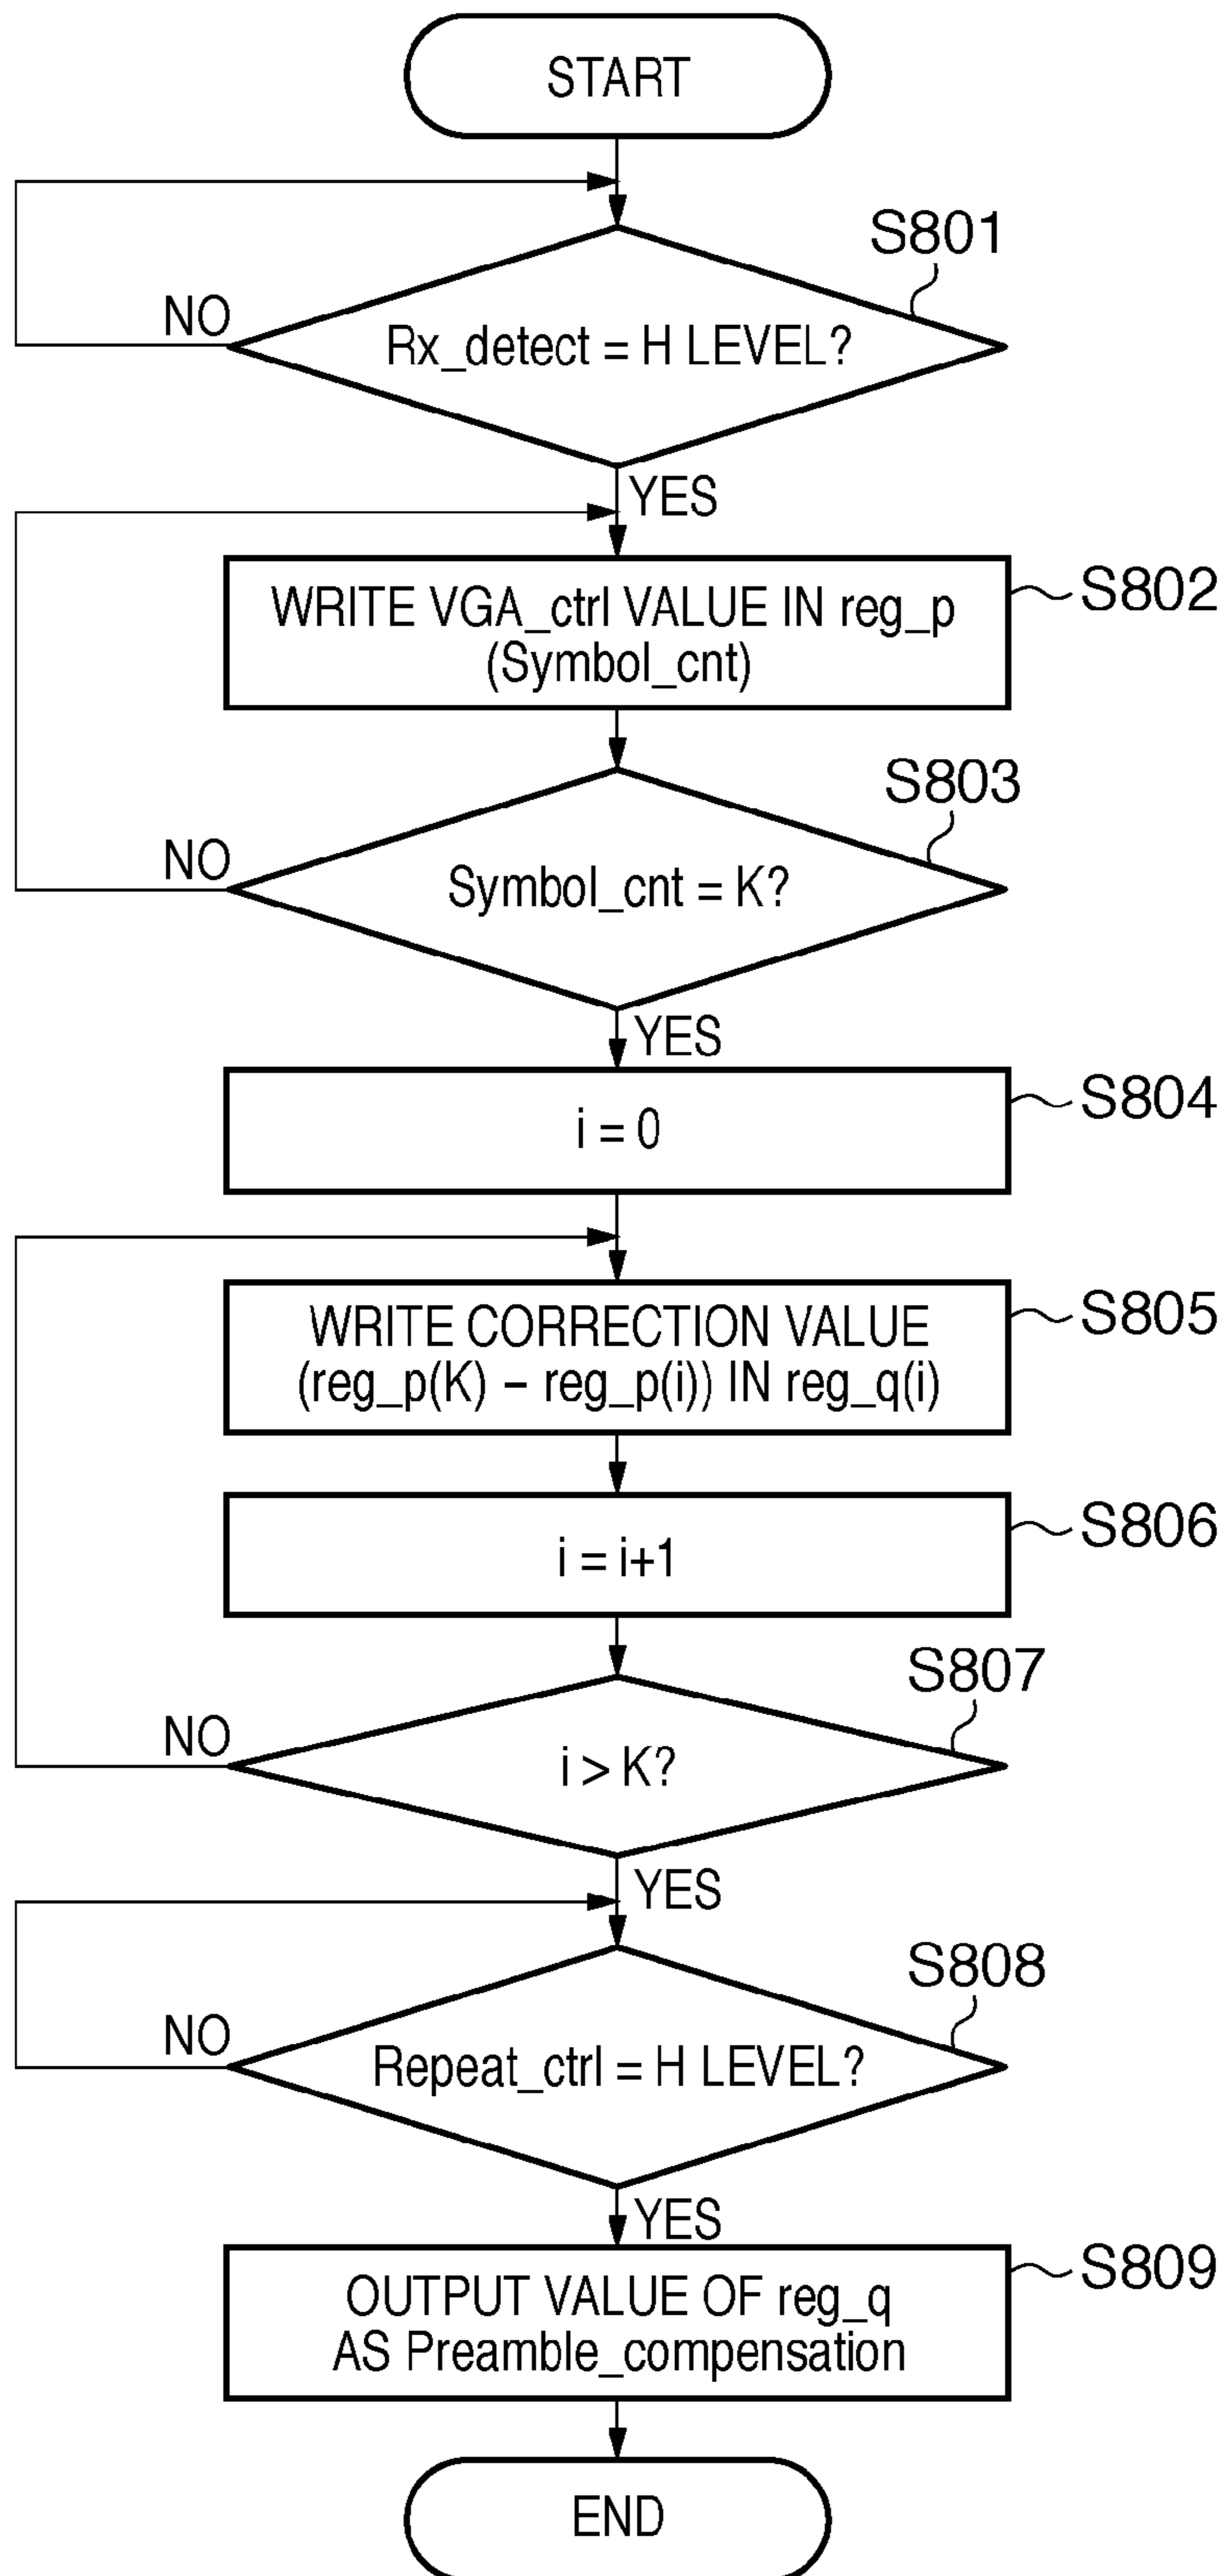 START
S801
NO
Rx_detect = H LEVEL?
YES
WRITE VGA_ctrl VALUE IN reg_p
(Symbol_cnt)
S802
S803
NO
Symbol_cnt = K?
YES
i = 0
S804
WRITE CORRECTION VALUE
(reg_p(K) – reg_p(i)) IN reg_q(i)
S805
i = i+1
S806
S807
NO
i > K?
YES
S808
NO
Repeat_ctrl = H LEVEL?
YES
OUTPUT VALUE OF reg_q
AS Preamble_compensation
S809
END